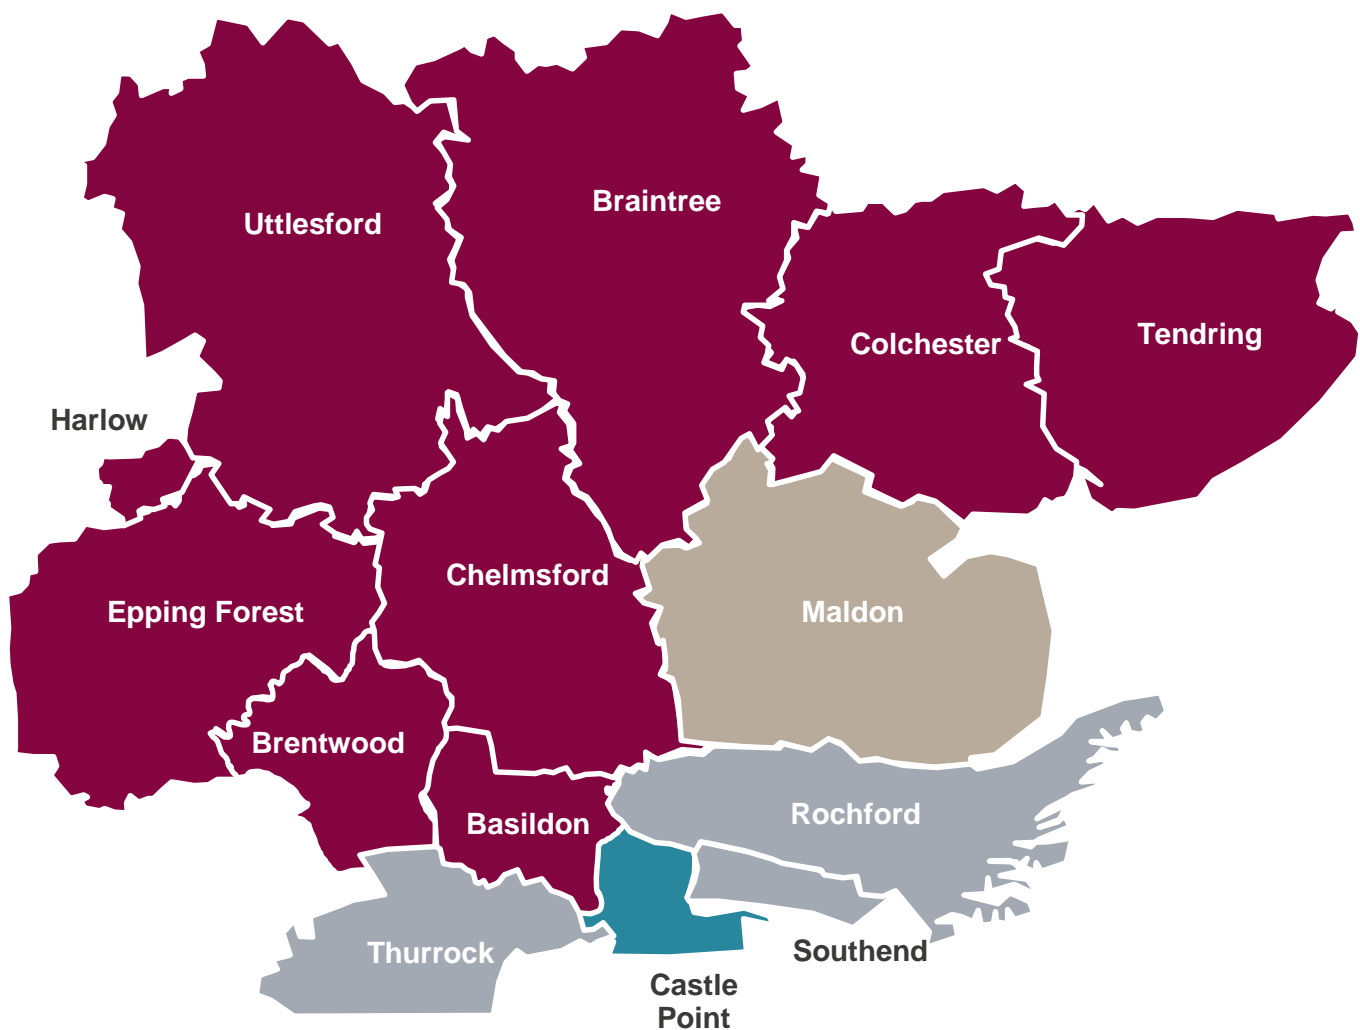 Braintree
Uttlesford
Tendring
Colchester
Harlow
Chelmsford
Epping Forest
Maldon
Brentwood
Rochford
Basildon
Southend
Thurrock
Castle
Point